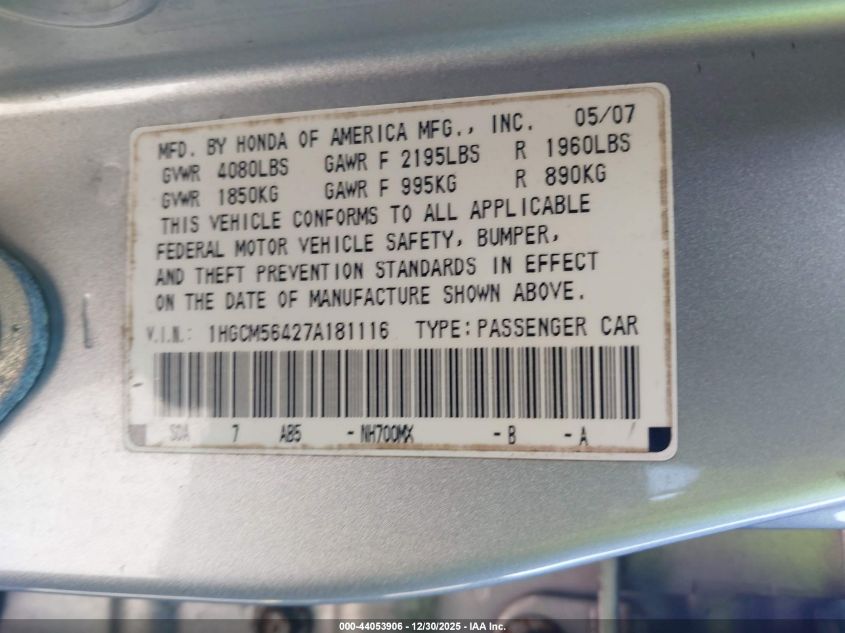 MFD. BY HONDA OF AMERICA MFG., INC. 05/07
GVWR 4080LBS GAWR F 2195LBS R 1960LBS
GVWR 1850KG GAWR F 995KG R 890KG
THIS VEHICLE CONFORMS TO ALL APPLICABLE
FEDERAL MOTOR VEHICLE SAFETY, BUMPER,
AND THEFT PREVENTION STANDARDS IN EFFECT
ON THE DATE OF MANUFACTURE SHOWN ABOVE.
V.I.N.: 1HGCM56427A181116 TYPE: PASSENGER CAR
SDA 7 AB5 - NH700MX - B - A /
000-44053906 - 12/30/2025 - IAA Inc.